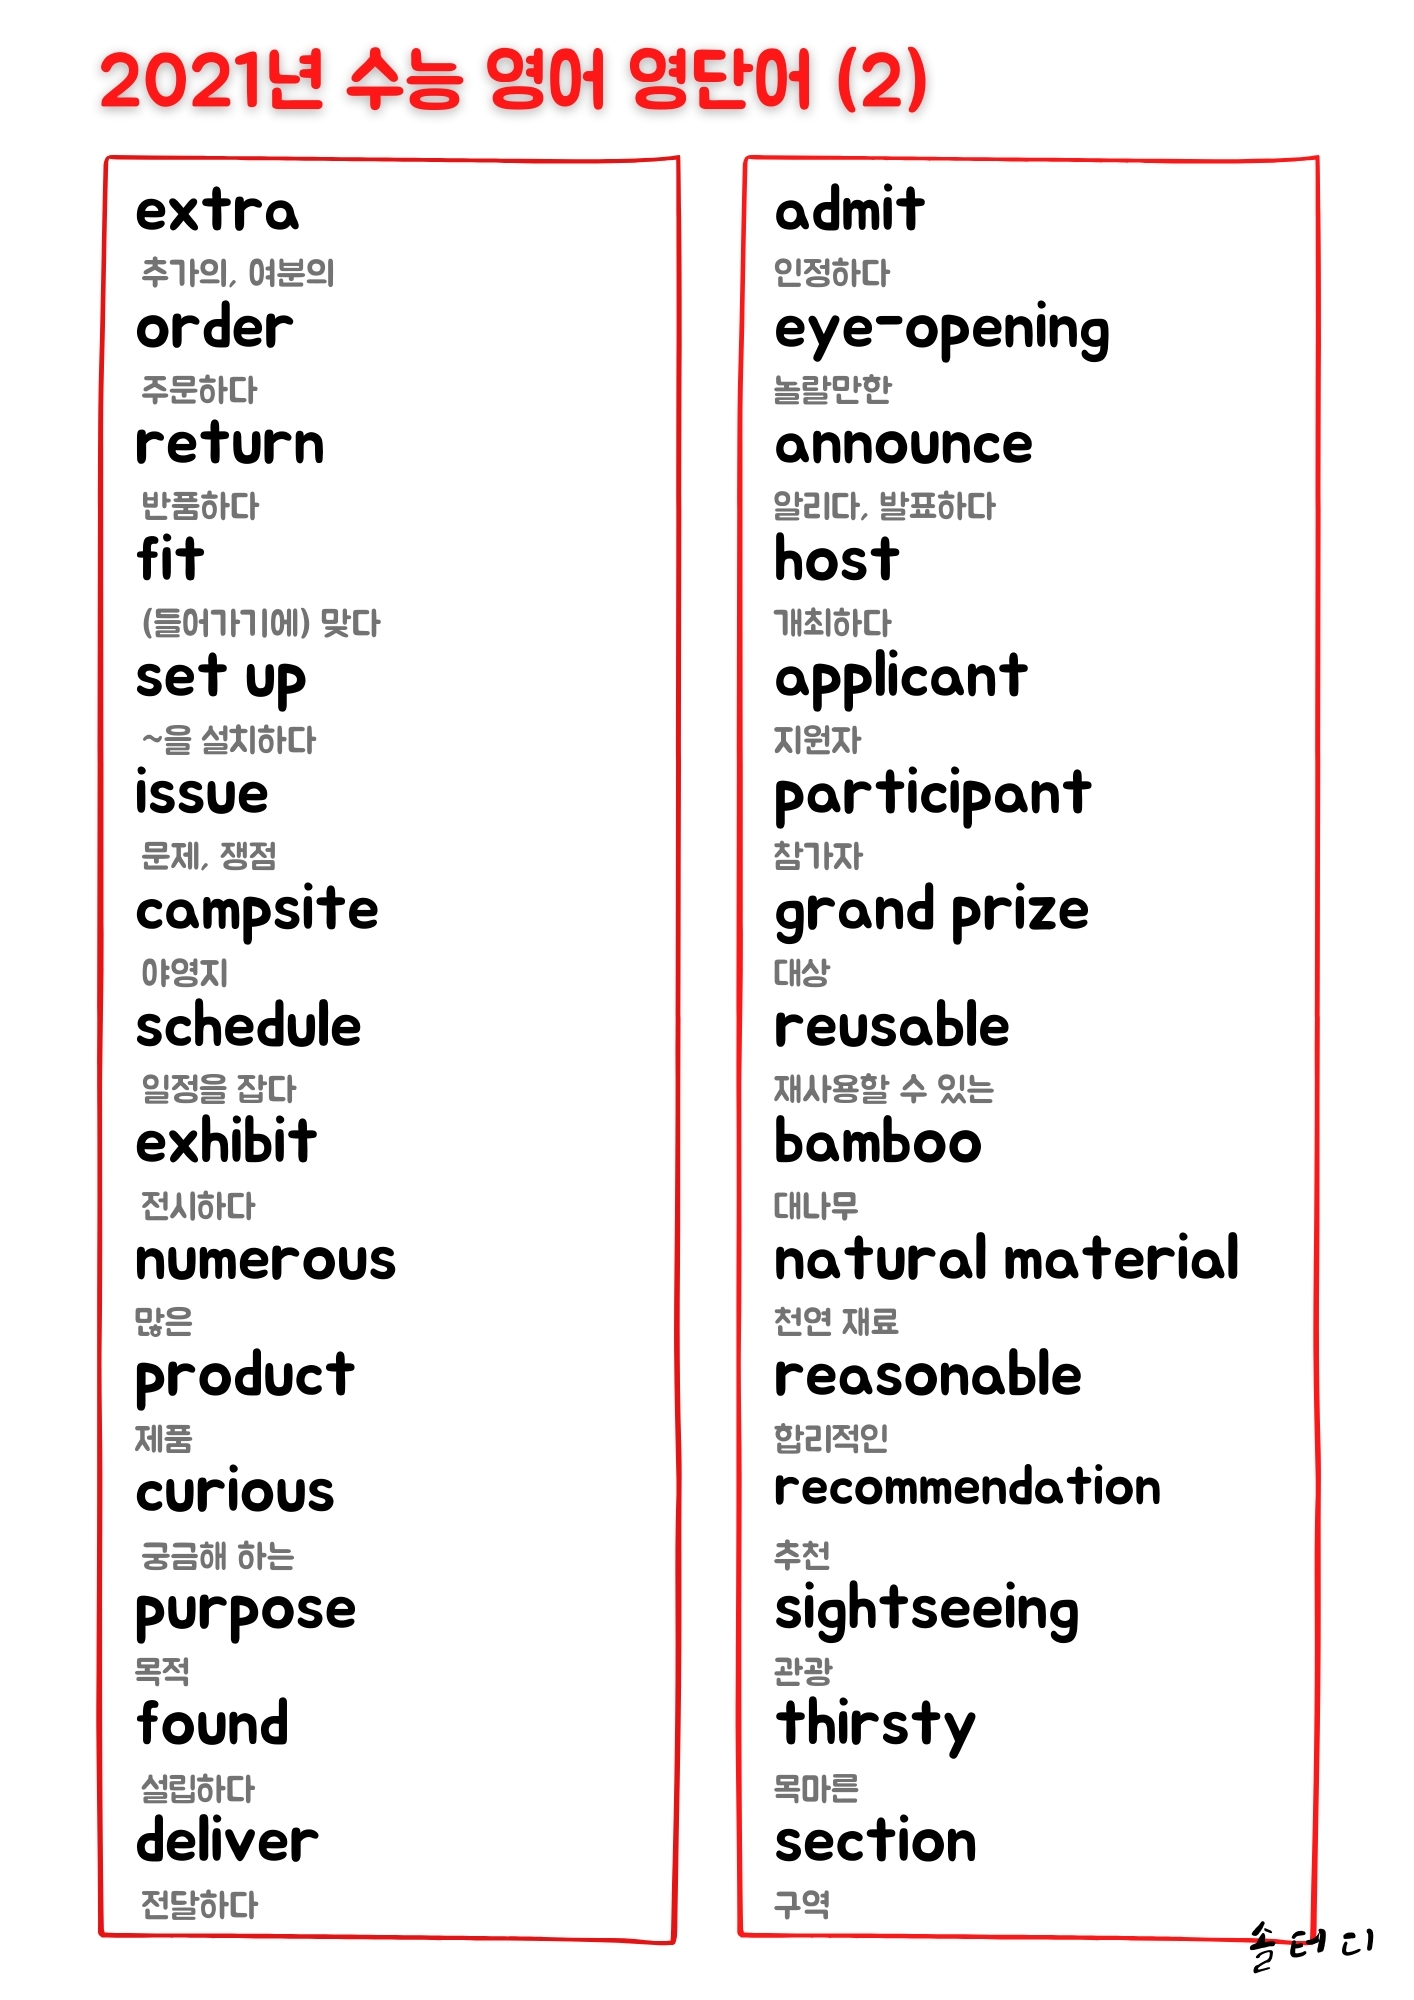 2021년 수능 영어 영단어 (2)
extra
추가의, 여분의
order
주문하다
return
반품하다
fit
(들어가기에) 맞다
set up
~을 설치하다
issue
문제, 쟁점
campsite
야영지
schedule
일정을 잡다
exhibit
전시하다
numerous
많은
product
제품
curious
궁금해 하는
purpose
목적
found
설립하다
deliver
전달하다
admit
인정하다
eye-opening
놀랄만한
announce
알리다, 발표하다
host
개최하다
applicant
지원자
participant
참가자
grand prize
대상
reusable
재사용할 수 있는
bamboo
대나무
natural material
천연 재료
reasonable
합리적인
recommendation
추천
sightseeing
관광
thirsty
목마른
section
구역
솔터디